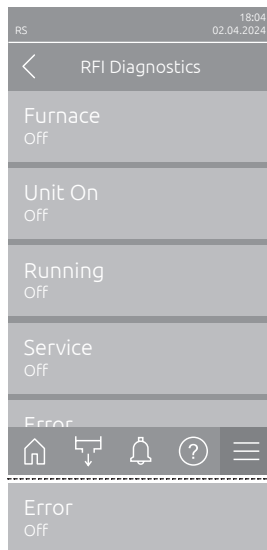 18:04
RS 02.04.2024
RFI Diagnostics
Furnace
Off
Unit On
Off
Running
Off
Service
Off
Error
?
Error
Off